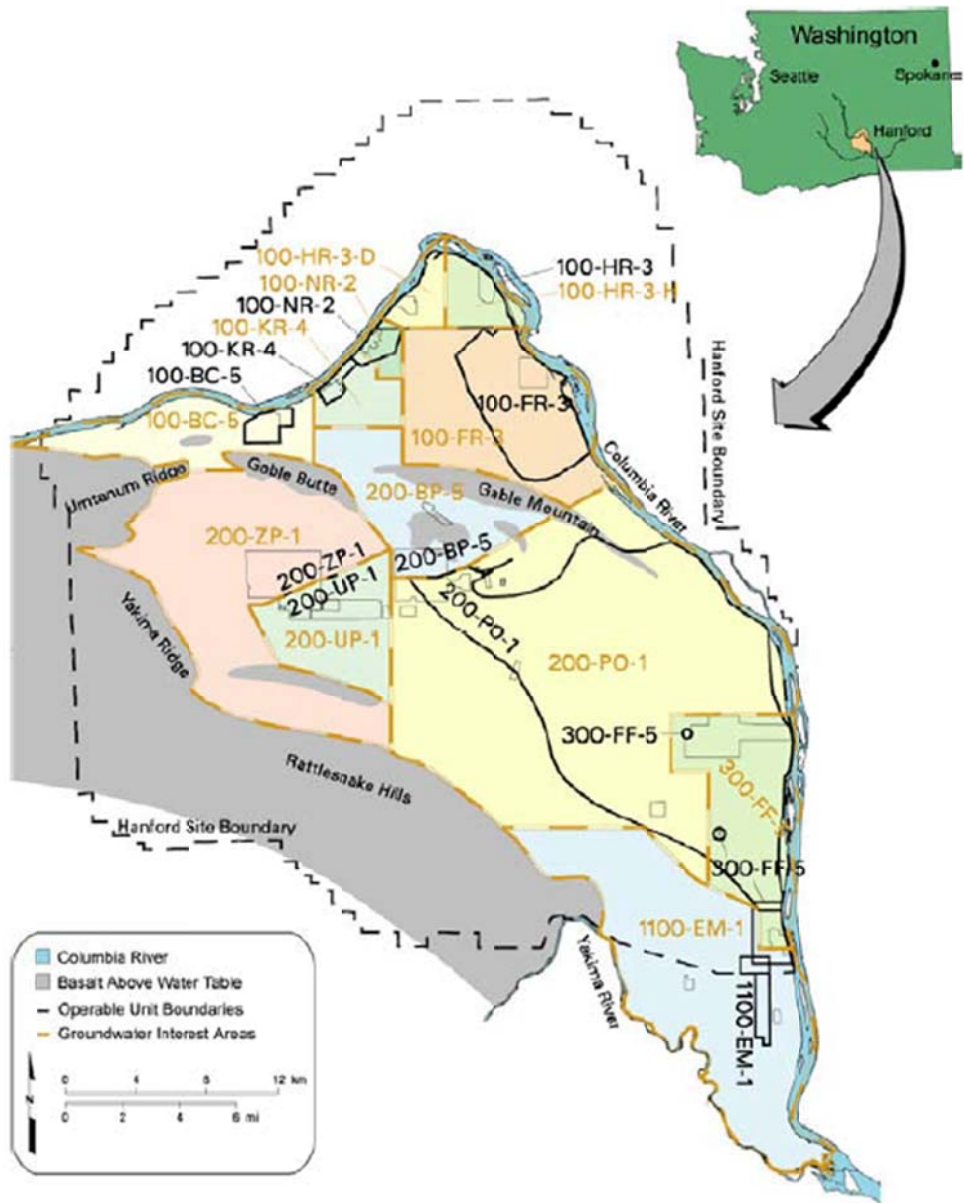 Washington
Seattle
Spokane
Hanford
100-HR-3-D
100-HR-3
100-NR-2
100-HR-3-H
100-NR-2
100-KR-4
100-KR-4
100-BC-5
100-BC-5
100-FR-3
100-FR-3
Hanford Site Boundary
Columbia River
Umtanum Ridge
Gable Butte
200-BP-5
Gable Mountain
200-ZP-1
200-ZP-1
200-BP-5
200-UP-1
200-PO-1
200-UP-1
Yakima Ridge
200-PO-1
300-FF-5
300-FF-5
Rattlesnake Hills
Hanford Site Boundary
300-FF-5
1100-EM-1
Yakima River
1100-EM-1
Columbia River
Basalt Above Water Table
Operable Unit Boundaries
Groundwater Interest Areas
N
0 4 8 12 km
0 2 4 6 mi